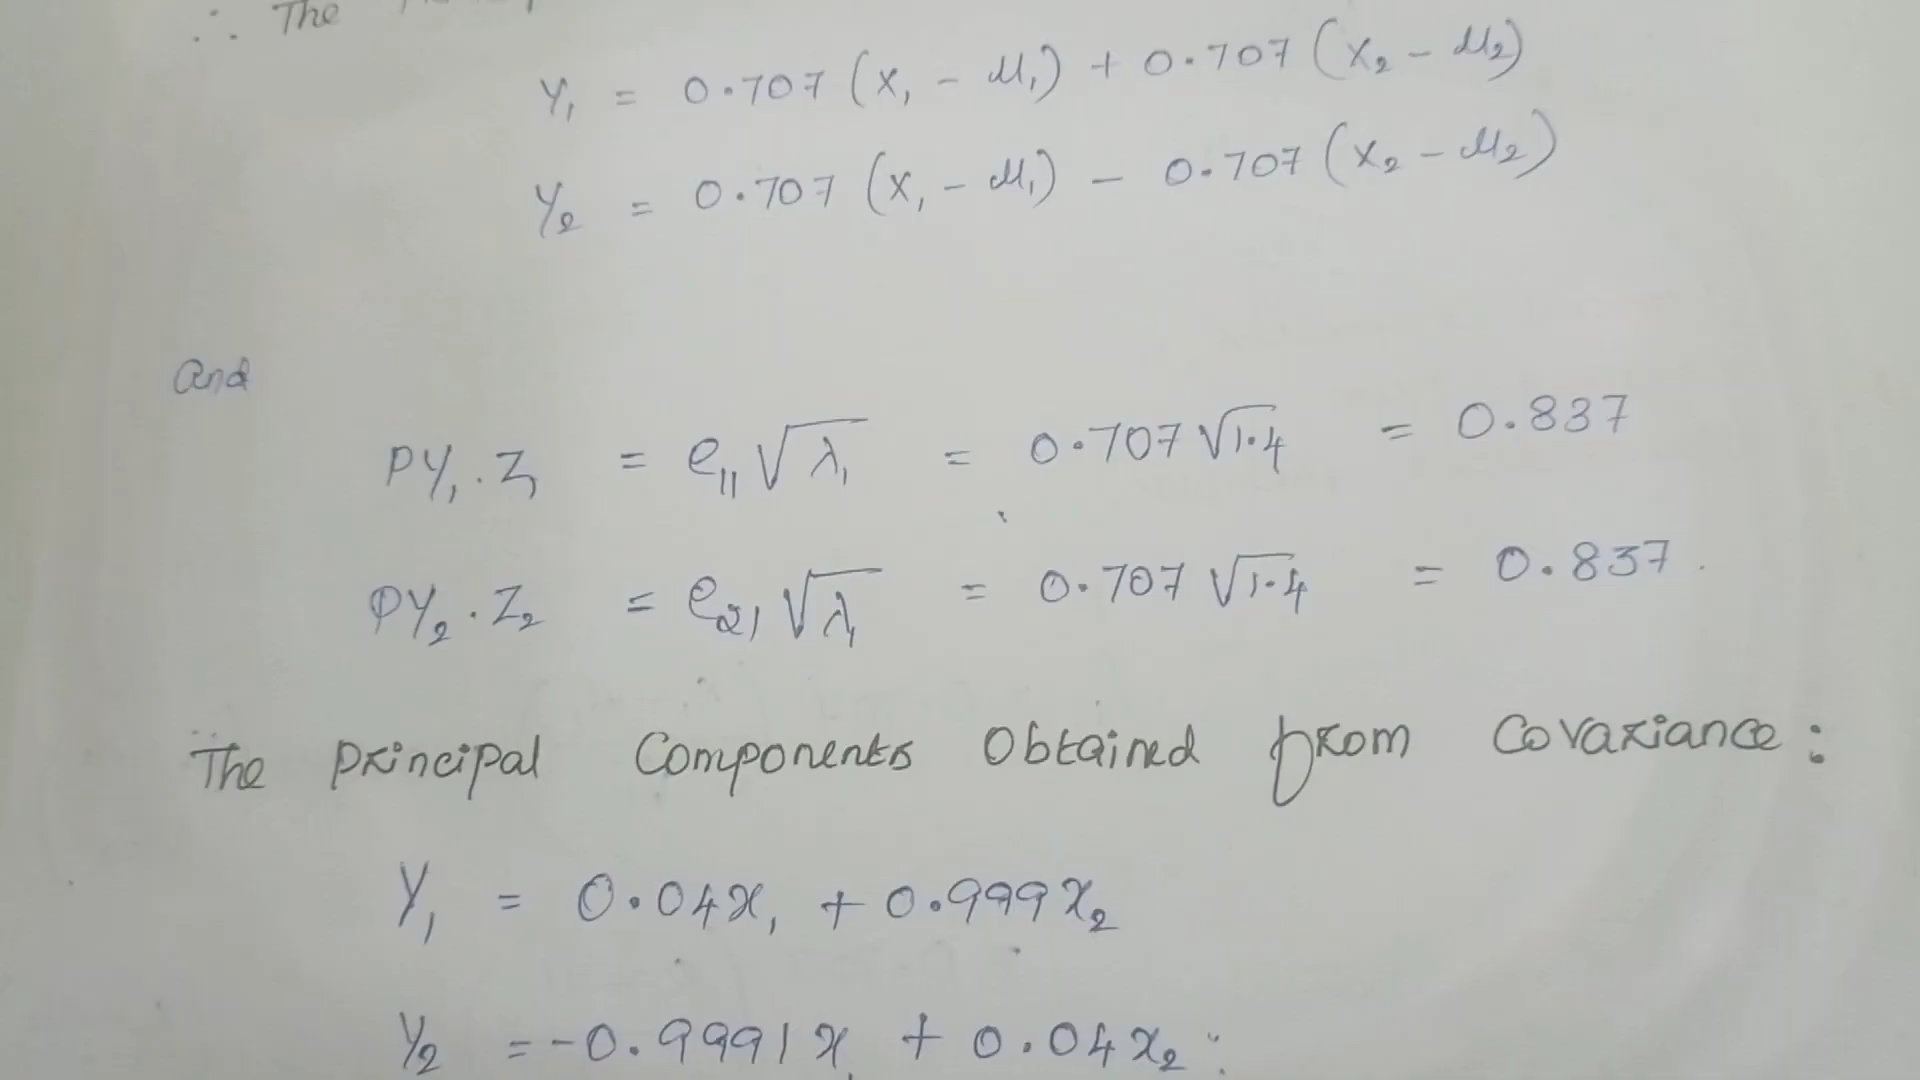 ∴ The
Y₁ = 0.707 (X₁ - μ₁) + 0.707 (X₂ - μ₂)
Y₂ = 0.707 (X₁ - μ₁) - 0.707 (X₂ - μ₂)
and
ρY₁.Z₁ = e₁₁√λ₁ = 0.707 √1.4 = 0.837
ρY₂.Z₂ = e₂₁√λ₁ = 0.707 √1.4 = 0.837.
The principal Components Obtained from Covariance:
Y₁ = 0.04x₁ + 0.999x₂
Y₂ = -0.9991x₁ + 0.04x₂